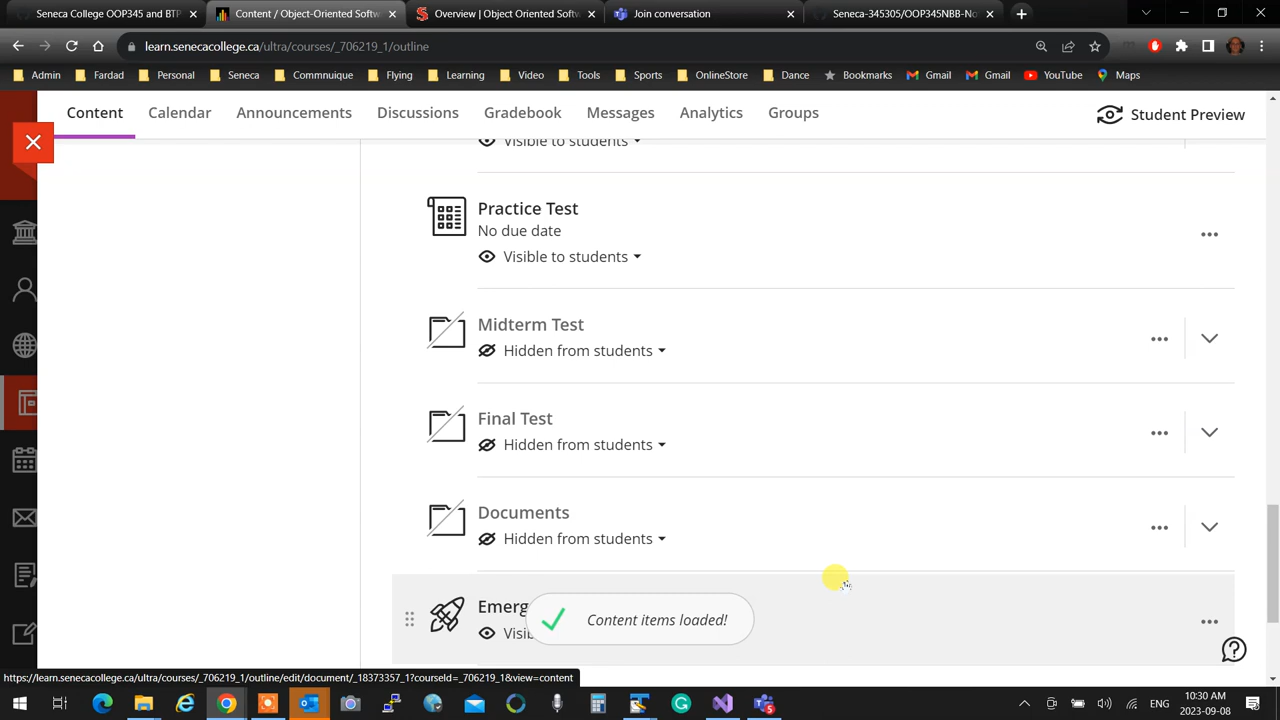 Seneca College OOP345 and BTP
Content / Object-Oriented Softw
Overview | Object Oriented Softw
Join conversation
Seneca-345305/OOP345NBB-No
learn.senecacollege.ca/ultra/courses/_706219_1/outline
Admin
Fardad
Personal
Seneca
Commnuique
Flying
Learning
Video
Tools
Sports
OnlineStore
Dance
Bookmarks
Gmail
Gmail
YouTube
Maps
Content
Calendar
Announcements
Discussions
Gradebook
Messages
Analytics
Groups
Student Preview
Visible to students
Practice Test
No due date
Visible to students
Midterm Test
Hidden from students
Final Test
Hidden from students
Documents
Hidden from students
Emerg
Visib
Content items loaded!
https://learn.senecacollege.ca/ultra/courses/_706219_1/outline/edit/document/_18373357_1?courseId=_706219_1&view=content
ENG
10:30 AM
2023-09-08